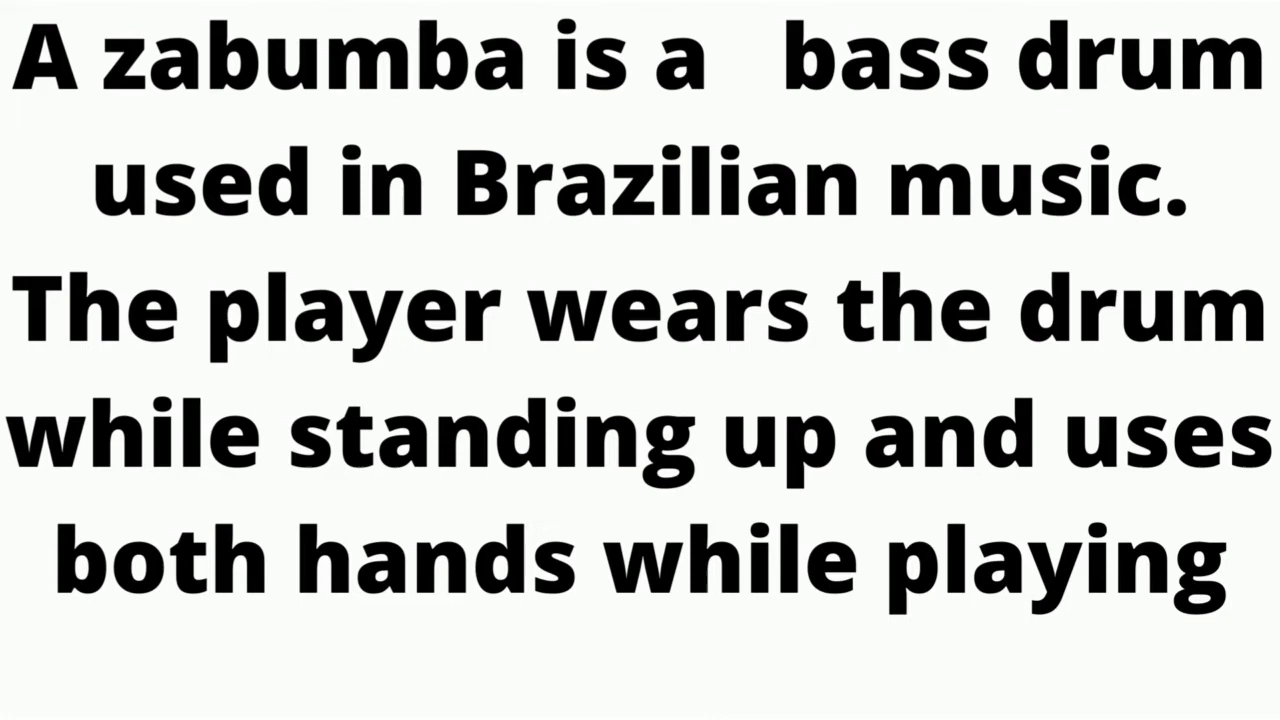 A zabumba is a   bass drum
used in Brazilian music.
The player wears the drum
while standing up and uses
both hands while playing